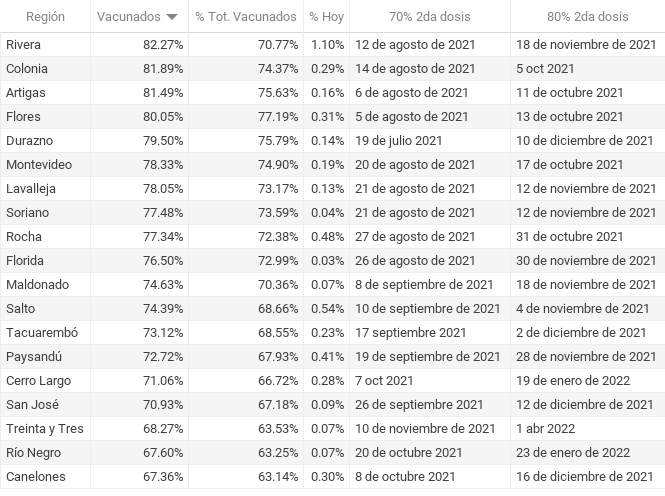 Región Vacunados % Tot. Vacunados % Hoy 70% 2da dosis 80% 2da dosis
Rivera 82.27% 70.77% 1.10% 12 de agosto de 2021 18 de noviembre de 2021
Colonia 81.89% 74.37% 0.29% 14 de agosto de 2021 5 oct 2021
Artigas 81.49% 75.63% 0.16% 6 de agosto de 2021 11 de octubre de 2021
Flores 80.05% 77.19% 0.31% 5 de agosto de 2021 13 de octubre de 2021
Durazno 79.50% 75.79% 0.14% 19 de julio 2021 10 de diciembre de 2021
Montevideo 78.33% 74.90% 0.19% 20 de agosto de 2021 17 de octubre de 2021
Lavalleja 78.05% 73.17% 0.13% 21 de agosto de 2021 12 de noviembre de 2021
Soriano 77.48% 73.59% 0.04% 21 de agosto de 2021 12 de noviembre de 2021
Rocha 77.34% 72.38% 0.48% 27 de agosto de 2021 31 de octubre de 2021
Florida 76.50% 72.99% 0.03% 26 de agosto de 2021 30 de noviembre de 2021
Maldonado 74.63% 70.36% 0.07% 8 de septiembre de 2021 18 de noviembre de 2021
Salto 74.39% 68.66% 0.54% 10 de septiembre de 2021 4 de noviembre de 2021
Tacuarembó 73.12% 68.55% 0.23% 17 septiembre 2021 2 de diciembre de 2021
Paysandú 72.72% 67.93% 0.41% 19 de septiembre de 2021 28 de noviembre de 2021
Cerro Largo 71.06% 66.72% 0.28% 7 oct 2021 19 de enero de 2022
San José 70.93% 67.18% 0.09% 26 de septiembre de 2021 12 de diciembre de 2021
Treinta y Tres 68.27% 63.53% 0.07% 10 de noviembre de 2021 1 abr 2022
Río Negro 67.60% 63.25% 0.07% 20 de octubre de 2021 23 de enero de 2022
Canelones 67.36% 63.14% 0.30% 8 de octubre de 2021 16 de diciembre de 2021